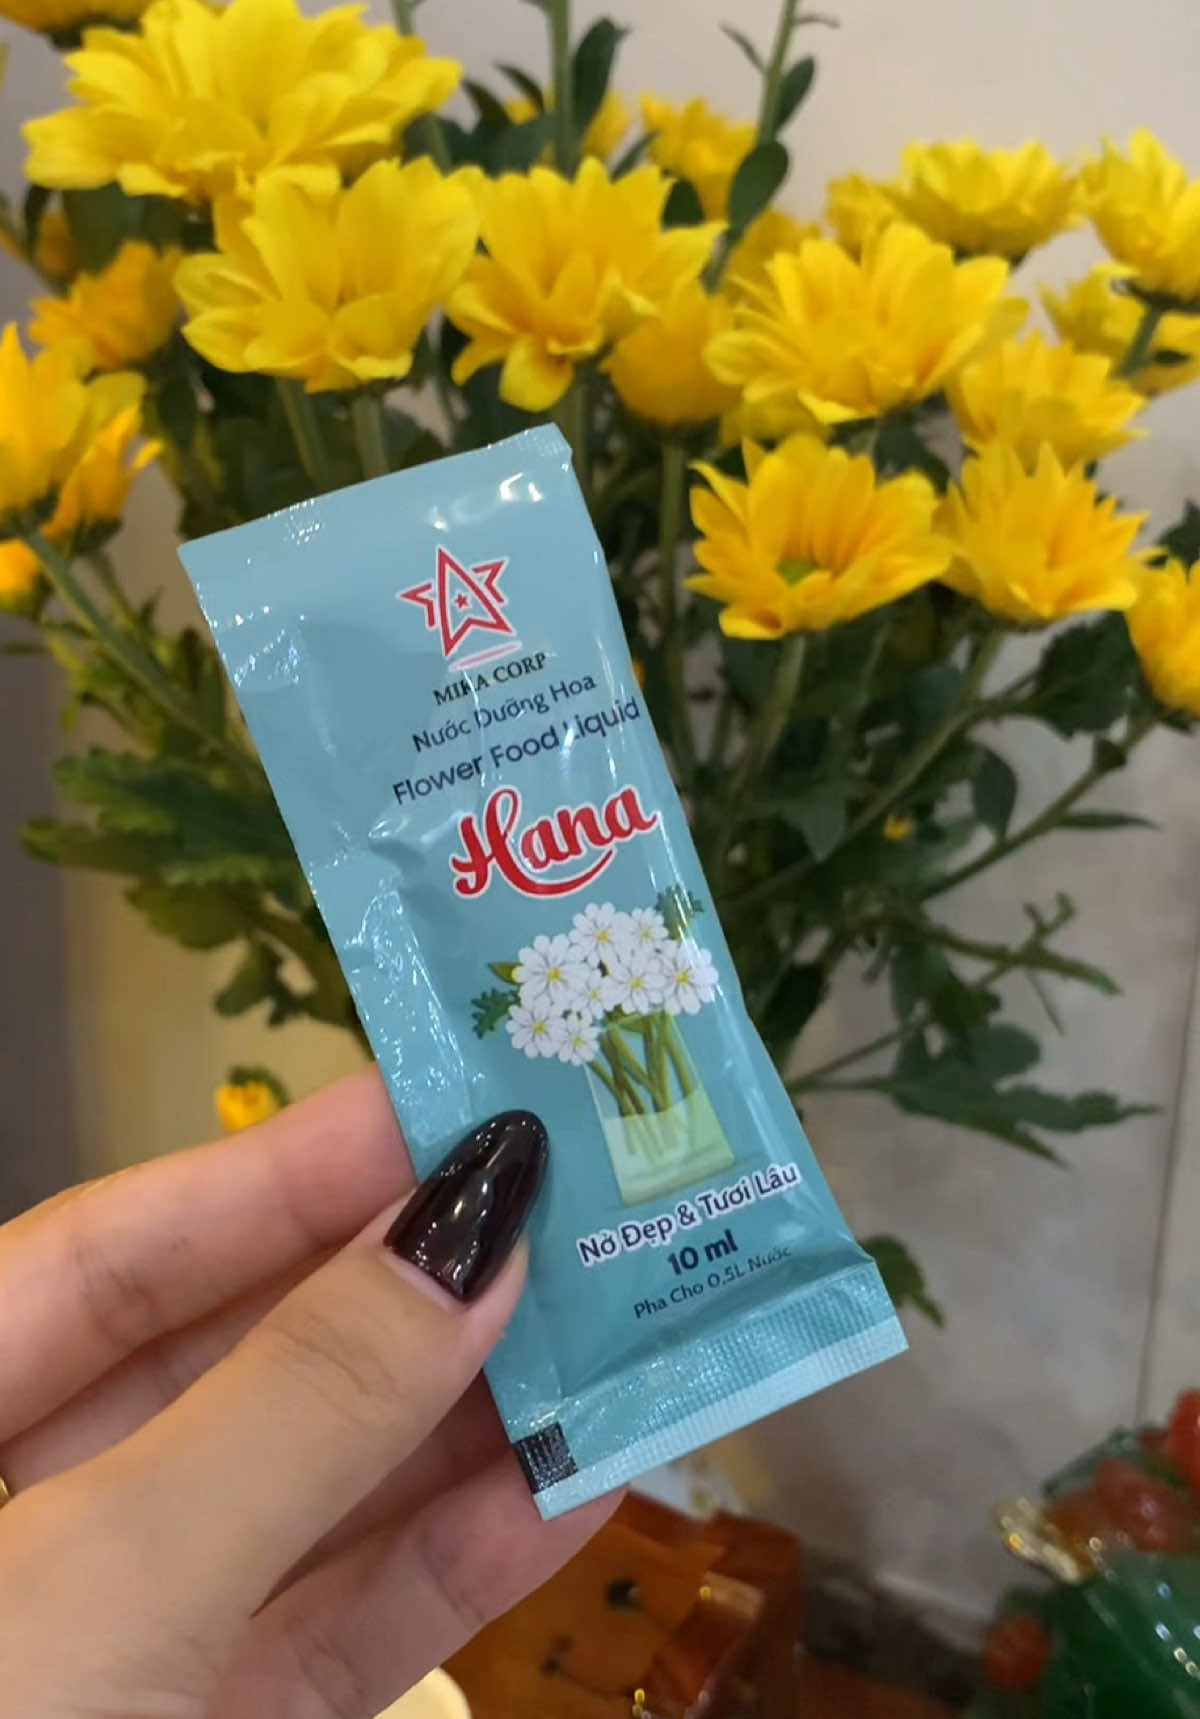 MIKA CORP
Nước Dưỡng Hoa
Flower Food Liquid
Hana
Nở Đẹp & Tươi Lâu
10 ml
Pha Cho 0.5L Nước